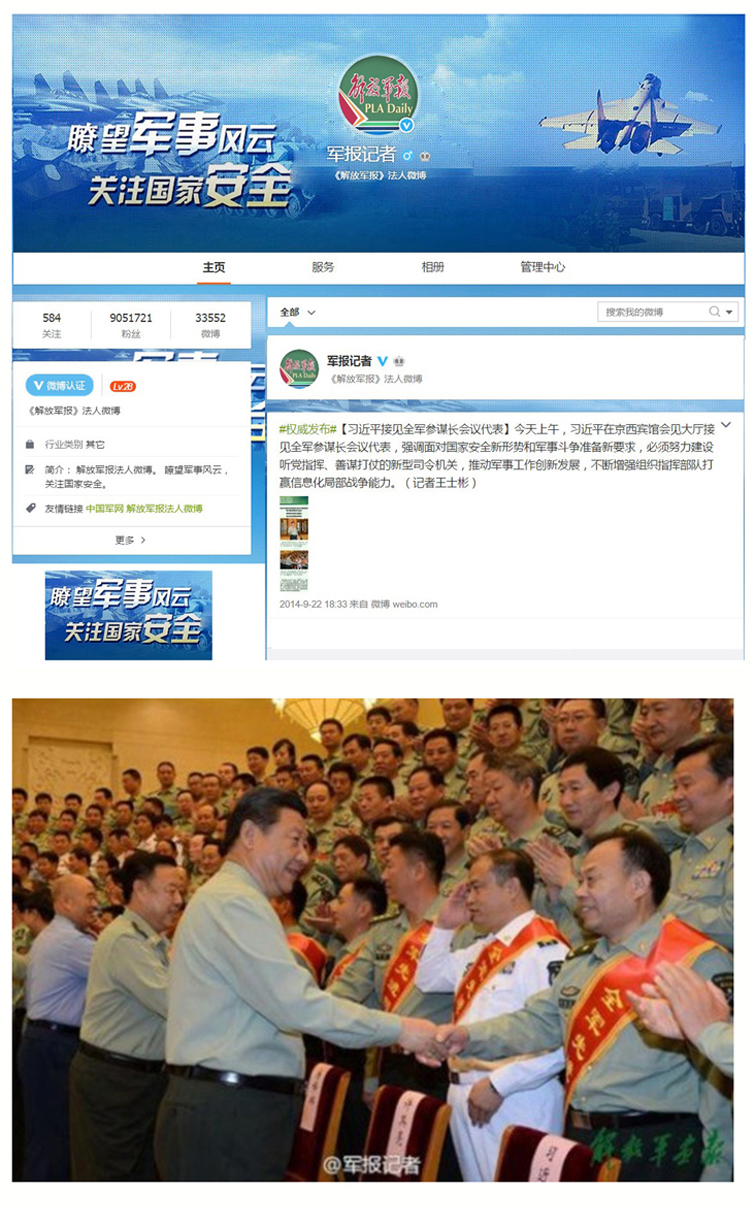 解放军报
PLA Daily
瞭望军事风云
关注国家安全
军报记者
《解放军报》法人微博
主页 服务 相册 管理中心
584 9051721 33552
关注 粉丝 微博
微博认证 Lv28
《解放军报》法人微博
行业类别 其它
简介: 解放军报法人微博。 瞭望军事风云，
关注国家安全。
友情链接 中国军网 解放军报法人微博
更多
瞭望军事风云
关注国家安全
全部
搜索我的微博
PLA Daily
军报记者
《解放军报》法人微博
#权威发布#【习近平接见全军参谋长会议代表】今天上午，习近平在京西宾馆会见大厅接
见全军参谋长会议代表，强调面对国家安全新形势和军事斗争准备新要求，必须努力建设
听党指挥、善谋打仗的新型司令机关，推动军事工作创新发展，不断增强组织指挥部队打
赢信息化局部战争能力。（记者王士彬）
2014-9-22 18:33 来自 微博 weibo.com
全军先
许其亮
习近
@军报记者
解放军画报